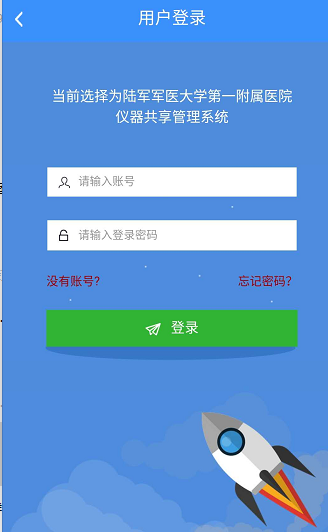 用户登录
当前选择为陆军军医大学第一附属医院
仪器共享管理系统
请输入账号
请输入登录密码
没有账号?
忘记密码?
登录